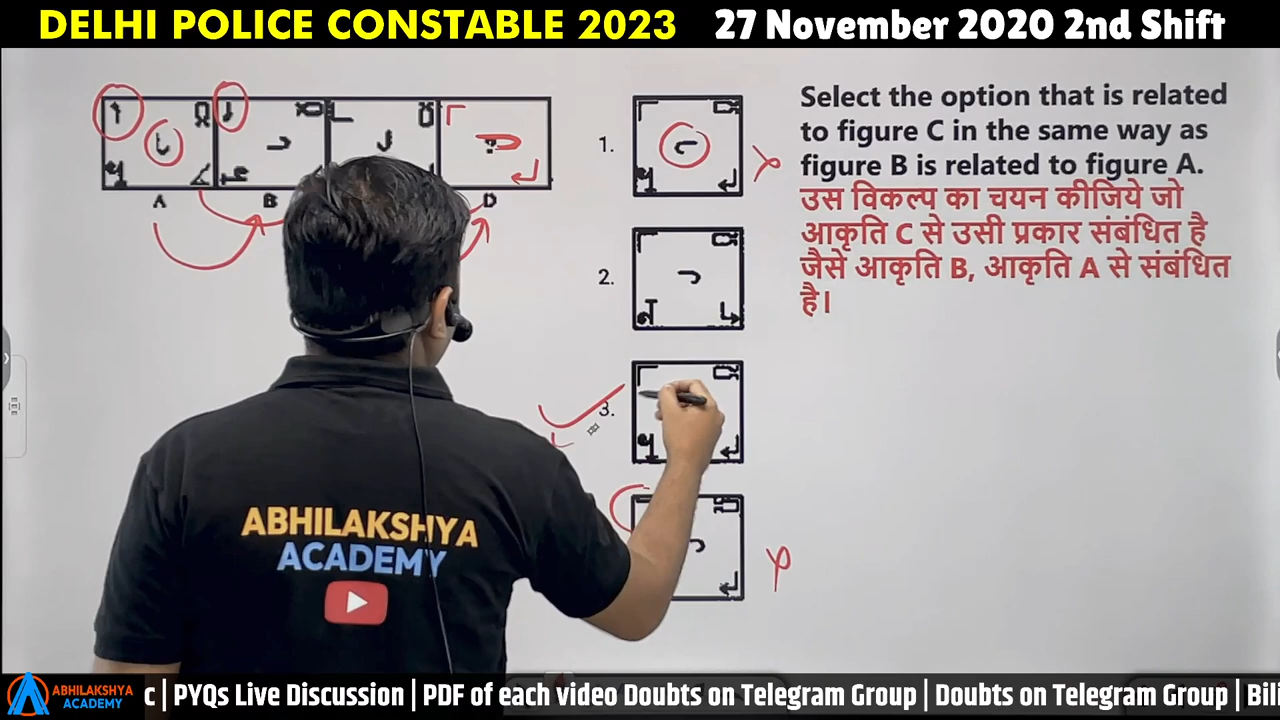 DELHI POLICE CONSTABLE 2023 27 November 2020 2nd Shift
A B D
1.
2.
3.
Select the option that is related
to figure C in the same way as
figure B is related to figure A.
उस विकल्प का चयन कीजिये जो
आकृति C से उसी प्रकार संबंधित है
जैसे आकृति B, आकृति A से संबंधित
है।
ABHILAKSHYA
ACADEMY
ABHILAKSHYA
ACADEMY
c | PYQs Live Discussion | PDF of each video Doubts on Telegram Group | Doubts on Telegram Group | Bili